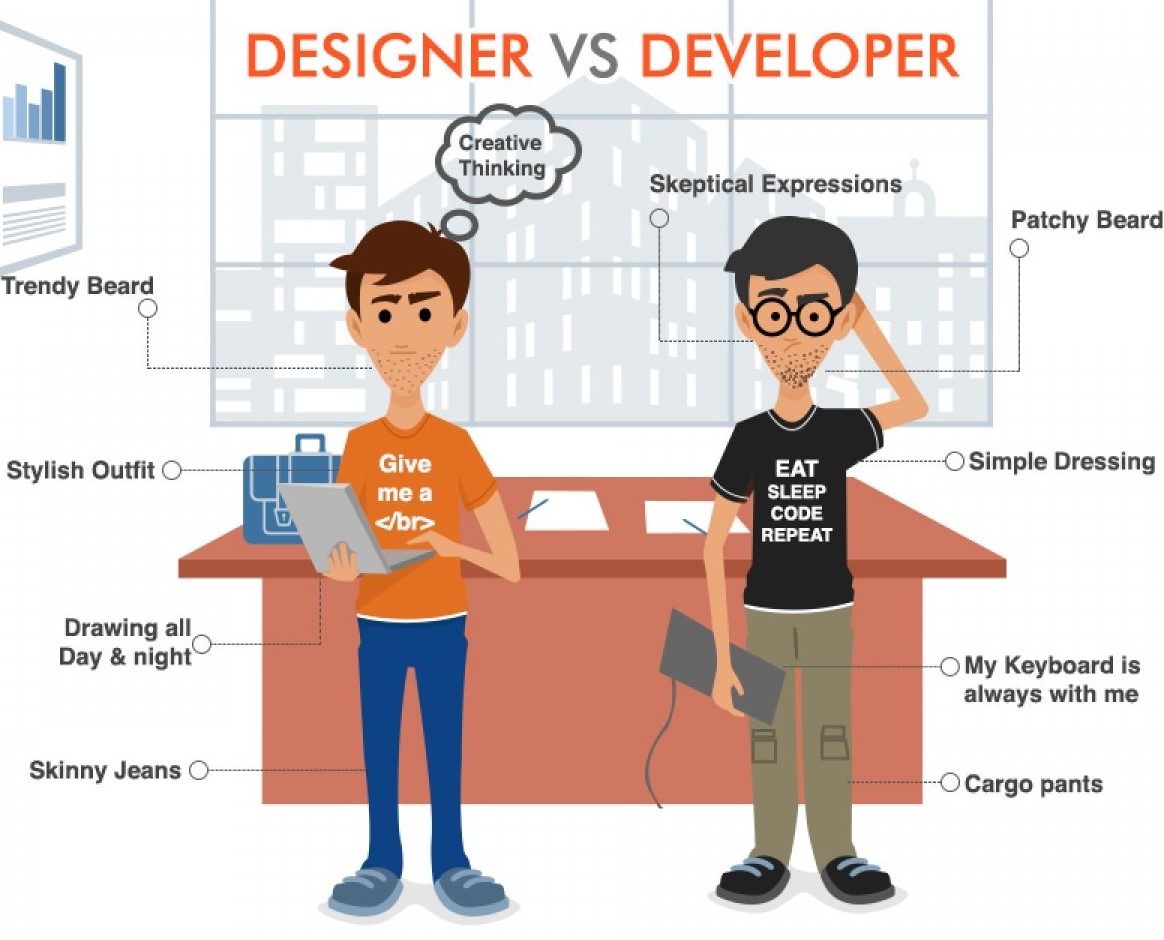 DESIGNER VS DEVELOPER
Creative
Thinking
Skeptical Expressions
Patchy Beard
Trendy Beard
Stylish Outfit
Give
me a
</br>
EAT
SLEEP
CODE
REPEAT
Simple Dressing
Drawing all
Day & night
My Keyboard is
always with me
Skinny Jeans
Cargo pants